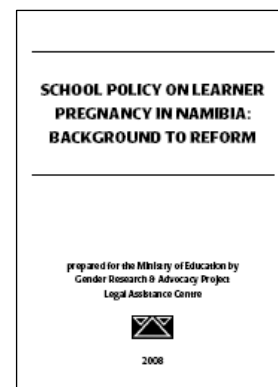 SCHOOL POLICY ON LEARNER
PREGNANCY IN NAMIBIA:
BACKGROUND TO REFORM
prepared for the Ministry of Education by
Gender Research & Advocacy Project
Legal Assistance Centre
2008